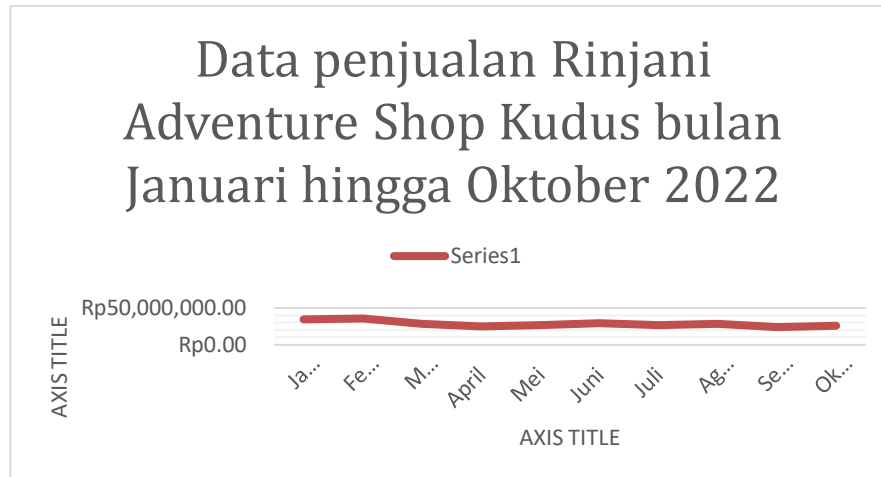 Data penjualan Rinjani
Adventure Shop Kudus bulan
Januari hingga Oktober 2022
Series1
Rp50,000,000.00
Rp0.00
AXIS TITLE
Ja...
Fe...
M...
April
Mei
Juni
Juli
Ag...
Se...
Ok...
AXIS TITLE